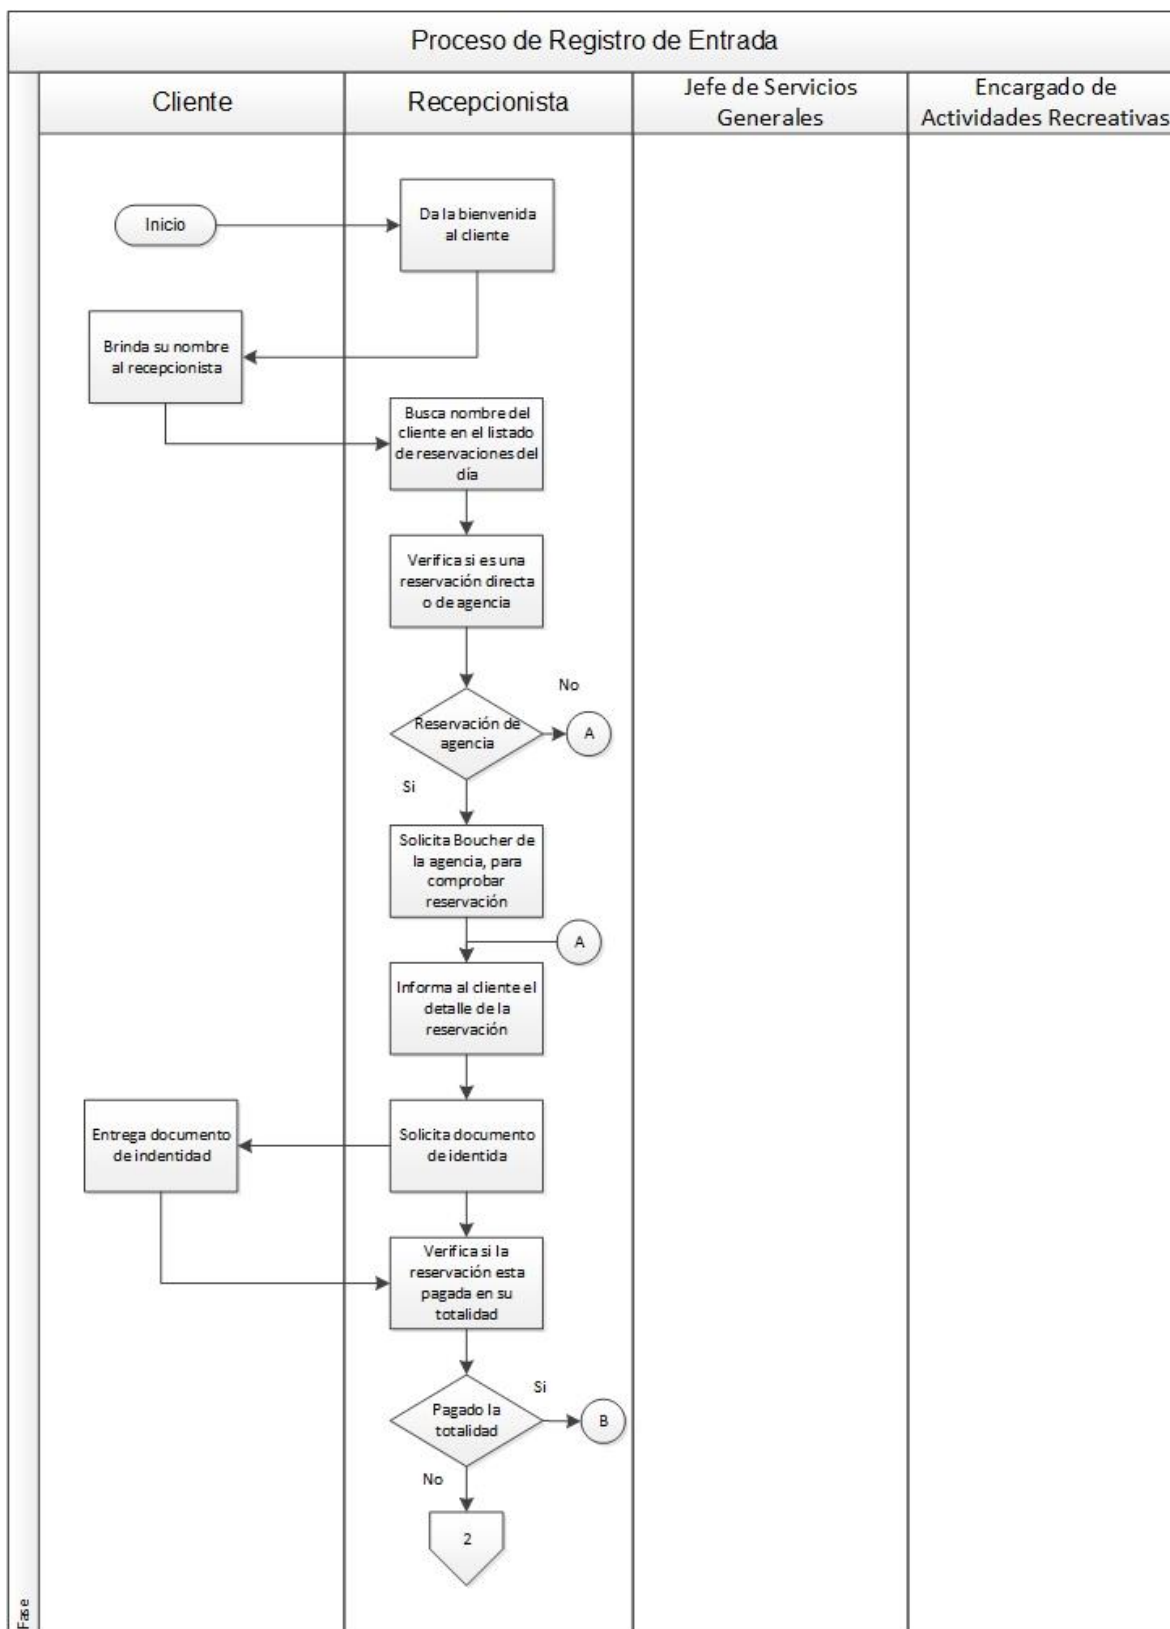 Proceso de Registro de Entrada
Cliente
Recepcionista
Jefe de Servicios
Generales
Encargado de
Actividades Recreativas
Inicio
Da la bienvenida
al cliente
Brinda su nombre
al recepcionista
Busca nombre del
cliente en el listado
de reservaciones del
día
Verifica si es una
reservación directa
o de agencia
Reservación de
agencia
No
A
Si
Solicita Boucher de
la agencia, para
comprobar
reservación
A
Informa al cliente el
detalle de la
reservación
Entrega documento
de indentidad
Solicita documento
de identida
Verifica si la
reservación esta
pagada en su
totalidad
Pagado la
totalidad
Si
B
No
2
Fase